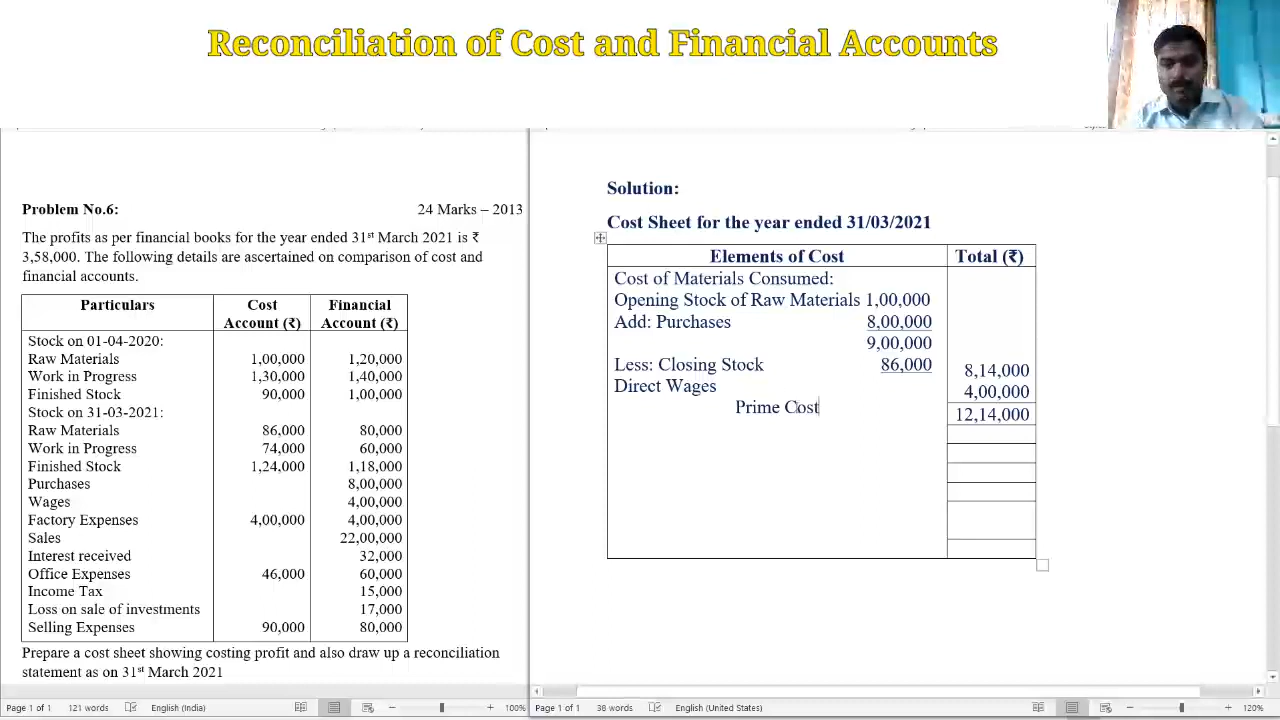 Reconciliation of Cost and Financial Accounts
Problem No.6: 24 Marks – 2013
The profits as per financial books for the year ended 31st March 2021 is ₹
3,58,000. The following details are ascertained on comparison of cost and
financial accounts.
Particulars Cost Account (₹) Financial Account (₹)
Stock on 01-04-2020:
Raw Materials 1,00,000 1,20,000
Work in Progress 1,30,000 1,40,000
Finished Stock 90,000 1,00,000
Stock on 31-03-2021:
Raw Materials 86,000 80,000
Work in Progress 74,000 60,000
Finished Stock 1,24,000 1,18,000
Purchases 8,00,000
Wages 4,00,000
Factory Expenses 4,00,000 4,00,000
Sales 22,00,000
Interest received 32,000
Office Expenses 46,000 60,000
Income Tax 15,000
Loss on sale of investments 17,000
Selling Expenses 90,000 80,000
Prepare a cost sheet showing costing profit and also draw up a reconciliation
statement as on 31st March 2021
Page 1 of 1 121 words English (India) 100%
Solution:
Cost Sheet for the year ended 31/03/2021
Elements of Cost Total (₹)
Cost of Materials Consumed:
Opening Stock of Raw Materials 1,00,000
Add: Purchases 8,00,000
9,00,000
Less: Closing Stock 86,000 8,14,000
Direct Wages 4,00,000
Prime Cost 12,14,000
Page 1 of 1 38 words English (United States) 120%